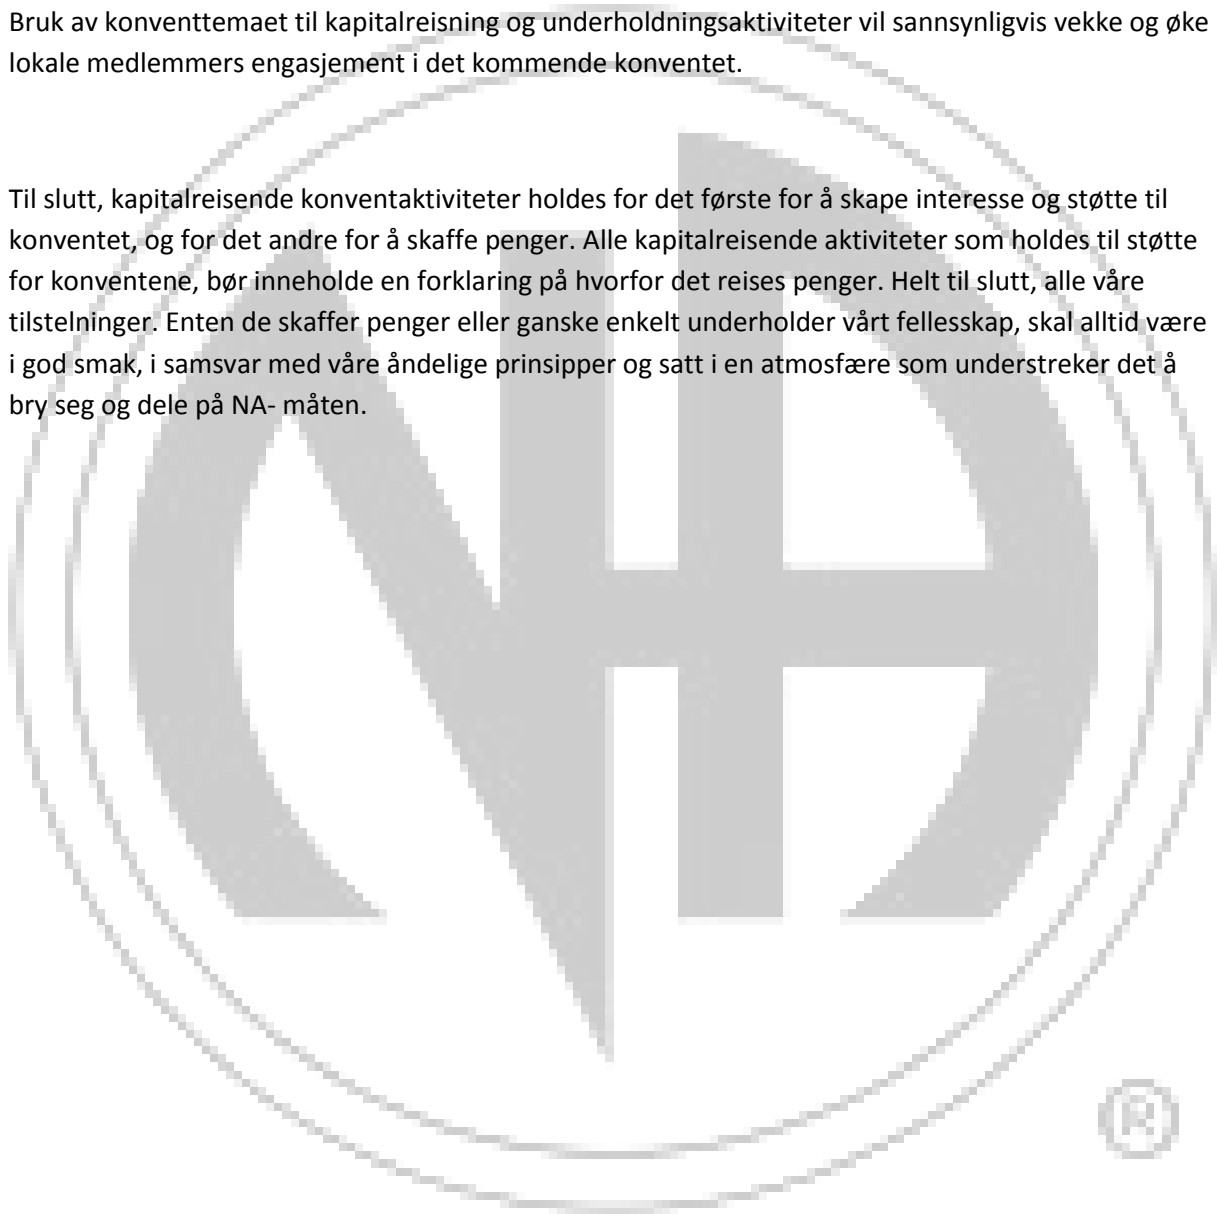 Bruk av konventtemaet til kapitalreisning og underholdningsaktiviteter vil sannsynligvis vekke og øke
lokale medlemmers engasjement i det kommende konventet.
Til slutt, kapitalreisende konventaktiviteter holdes for det første for å skape interesse og støtte til
konventet, og for det andre for å skaffe penger. Alle kapitalreisende aktiviteter som holdes til støtte
for konventene, bør inneholde en forklaring på hvorfor det reises penger. Helt til slutt, alle våre
tilstelninger. Enten de skaffer penger eller ganske enkelt underholder vårt fellesskap, skal alltid være
i god smak, i samsvar med våre åndelige prinsipper og satt i en atmosfære som understreker det å
bry seg og dele på NA- måten.
®